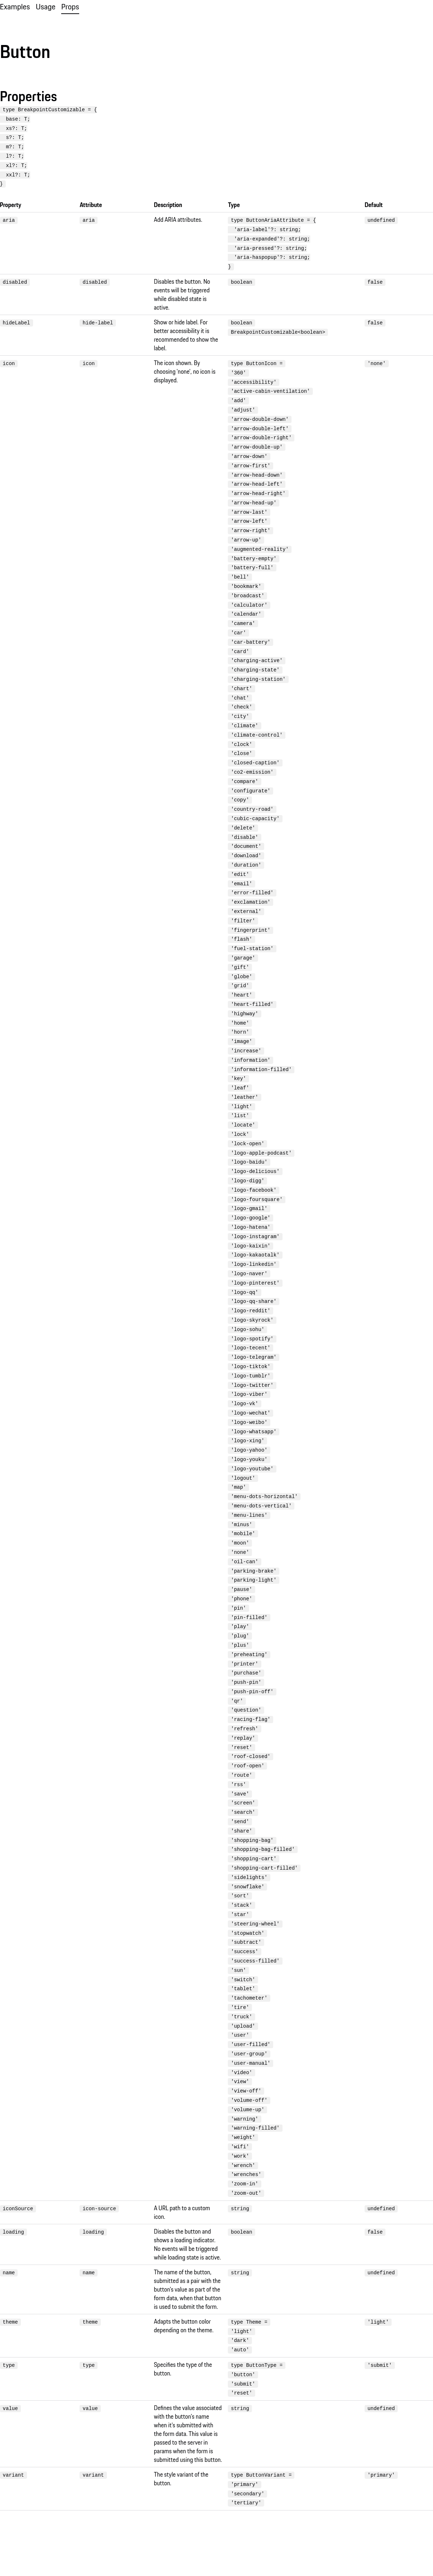 Examples Usage Props
Button
Properties
type BreakpointCustomizable = {
base: T;
xs?: T;
s?: T;
m?: T;
l?: T;
xl?: T;
xxl?: T;
}
Property Attribute Description Type Default
aria aria Add ARIA attributes. type ButtonAriaAttribute = { undefined
'aria-label'?: string;
'aria-expanded'?: string;
'aria-pressed'?: string;
'aria-haspopup'?: string;
}
disabled disabled Disables the button. No boolean false
events will be triggered
while disabled state is
active.
hideLabel hide-label Show or hide label. For boolean false
better accessibility it is BreakpointCustomizable<boolean>
recommended to show the
label.
icon icon The icon shown. By type ButtonIcon = 'none'
choosing 'none', no icon is '360'
displayed. 'accessibility'
'active-cabin-ventilation'
'add'
'adjust'
'arrow-double-down'
'arrow-double-left'
'arrow-double-right'
'arrow-double-up'
'arrow-down'
'arrow-first'
'arrow-head-down'
'arrow-head-left'
'arrow-head-right'
'arrow-head-up'
'arrow-last'
'arrow-left'
'arrow-right'
'arrow-up'
'augmented-reality'
'battery-empty'
'battery-full'
'bell'
'bookmark'
'broadcast'
'calculator'
'calendar'
'camera'
'car'
'car-battery'
'card'
'charging-active'
'charging-state'
'charging-station'
'chart'
'chat'
'check'
'city'
'climate'
'climate-control'
'clock'
'close'
'closed-caption'
'co2-emission'
'compare'
'configurate'
'copy'
'country-road'
'cubic-capacity'
'delete'
'disable'
'document'
'download'
'duration'
'edit'
'email'
'error-filled'
'exclamation'
'external'
'filter'
'fingerprint'
'flash'
'fuel-station'
'garage'
'gift'
'globe'
'grid'
'heart'
'heart-filled'
'highway'
'home'
'horn'
'image'
'increase'
'information'
'information-filled'
'key'
'leaf'
'leather'
'light'
'list'
'locate'
'lock'
'lock-open'
'logo-apple-podcast'
'logo-baidu'
'logo-delicious'
'logo-digg'
'logo-facebook'
'logo-foursquare'
'logo-gmail'
'logo-google'
'logo-hatena'
'logo-instagram'
'logo-kaixin'
'logo-kakaotalk'
'logo-linkedin'
'logo-naver'
'logo-pinterest'
'logo-qq'
'logo-qq-share'
'logo-reddit'
'logo-skyrock'
'logo-sohu'
'logo-spotify'
'logo-tecent'
'logo-telegram'
'logo-tiktok'
'logo-tumblr'
'logo-twitter'
'logo-viber'
'logo-vk'
'logo-wechat'
'logo-weibo'
'logo-whatsapp'
'logo-xing'
'logo-yahoo'
'logo-youku'
'logo-youtube'
'logout'
'map'
'menu-dots-horizontal'
'menu-dots-vertical'
'menu-lines'
'minus'
'mobile'
'moon'
'none'
'oil-can'
'parking-brake'
'parking-light'
'pause'
'phone'
'pin'
'pin-filled'
'play'
'plug'
'plus'
'preheating'
'printer'
'purchase'
'push-pin'
'push-pin-off'
'qr'
'question'
'racing-flag'
'refresh'
'replay'
'reset'
'roof-closed'
'roof-open'
'route'
'rss'
'save'
'screen'
'search'
'send'
'share'
'shopping-bag'
'shopping-bag-filled'
'shopping-cart'
'shopping-cart-filled'
'sidelights'
'snowflake'
'sort'
'stack'
'star'
'steering-wheel'
'stopwatch'
'subtract'
'success'
'success-filled'
'sun'
'switch'
'tablet'
'tachometer'
'tire'
'truck'
'upload'
'user'
'user-filled'
'user-group'
'user-manual'
'video'
'view'
'view-off'
'volume-off'
'volume-up'
'warning'
'warning-filled'
'weight'
'wifi'
'work'
'wrench'
'wrenches'
'zoom-in'
'zoom-out'
iconSource icon-source A URL path to a custom string undefined
icon.
loading loading Disables the button and boolean false
shows a loading indicator.
No events will be triggered
while loading state is active.
name name The name of the button, string undefined
submitted as a pair with the
button's value as part of the
form data, when that button
is used to submit the form.
theme theme Adapts the button color type Theme = 'light'
depending on the theme. 'light'
'dark'
'auto'
type type Specifies the type of the type ButtonType = 'submit'
button. 'button'
'submit'
'reset'
value value Defines the value associated string undefined
with the button's name
when it's submitted with
the form data. This value is
passed to the server in
params when the form is
submitted using this button.
variant variant The style variant of the type ButtonVariant = 'primary'
button. 'primary'
'secondary'
'tertiary'